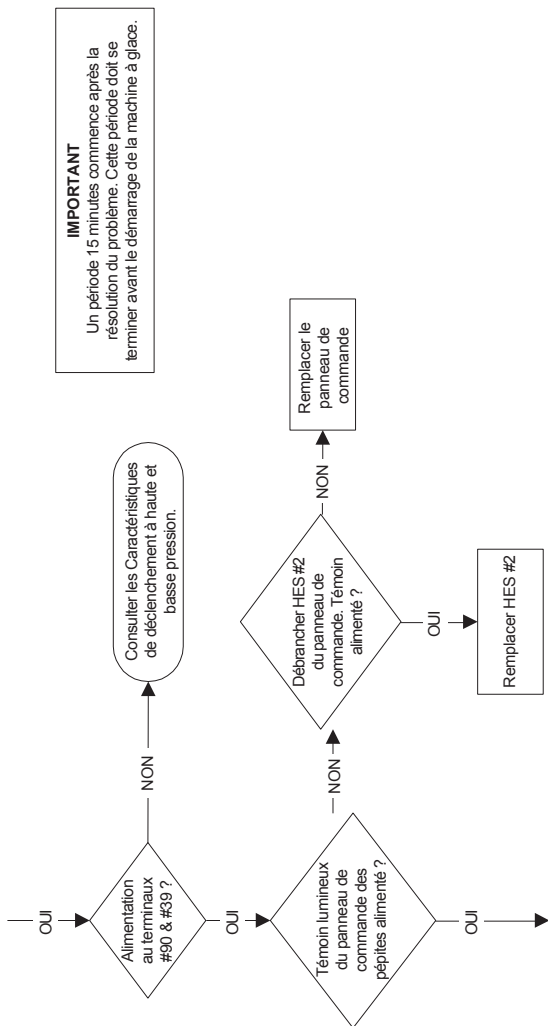 IMPORTANT
Un période 15 minutes commence après la
résolution du problème. Cette période doit se
terminer avant le démarrage de la machine à glace.
OUI
Alimentation
au terminaux
#90 & #39 ?
NON
Consulter les Caractéristiques
de déclenchement à haute et
basse pression.
OUI
Témoin lumineux
du panneau de
commande des
pépites alimenté ?
NON
Débrancher HES #2
du panneau de
commande. Témoin
alimenté ?
NON
Remplacer le
panneau de
commande
OUI
Remplacer HES #2
OUI